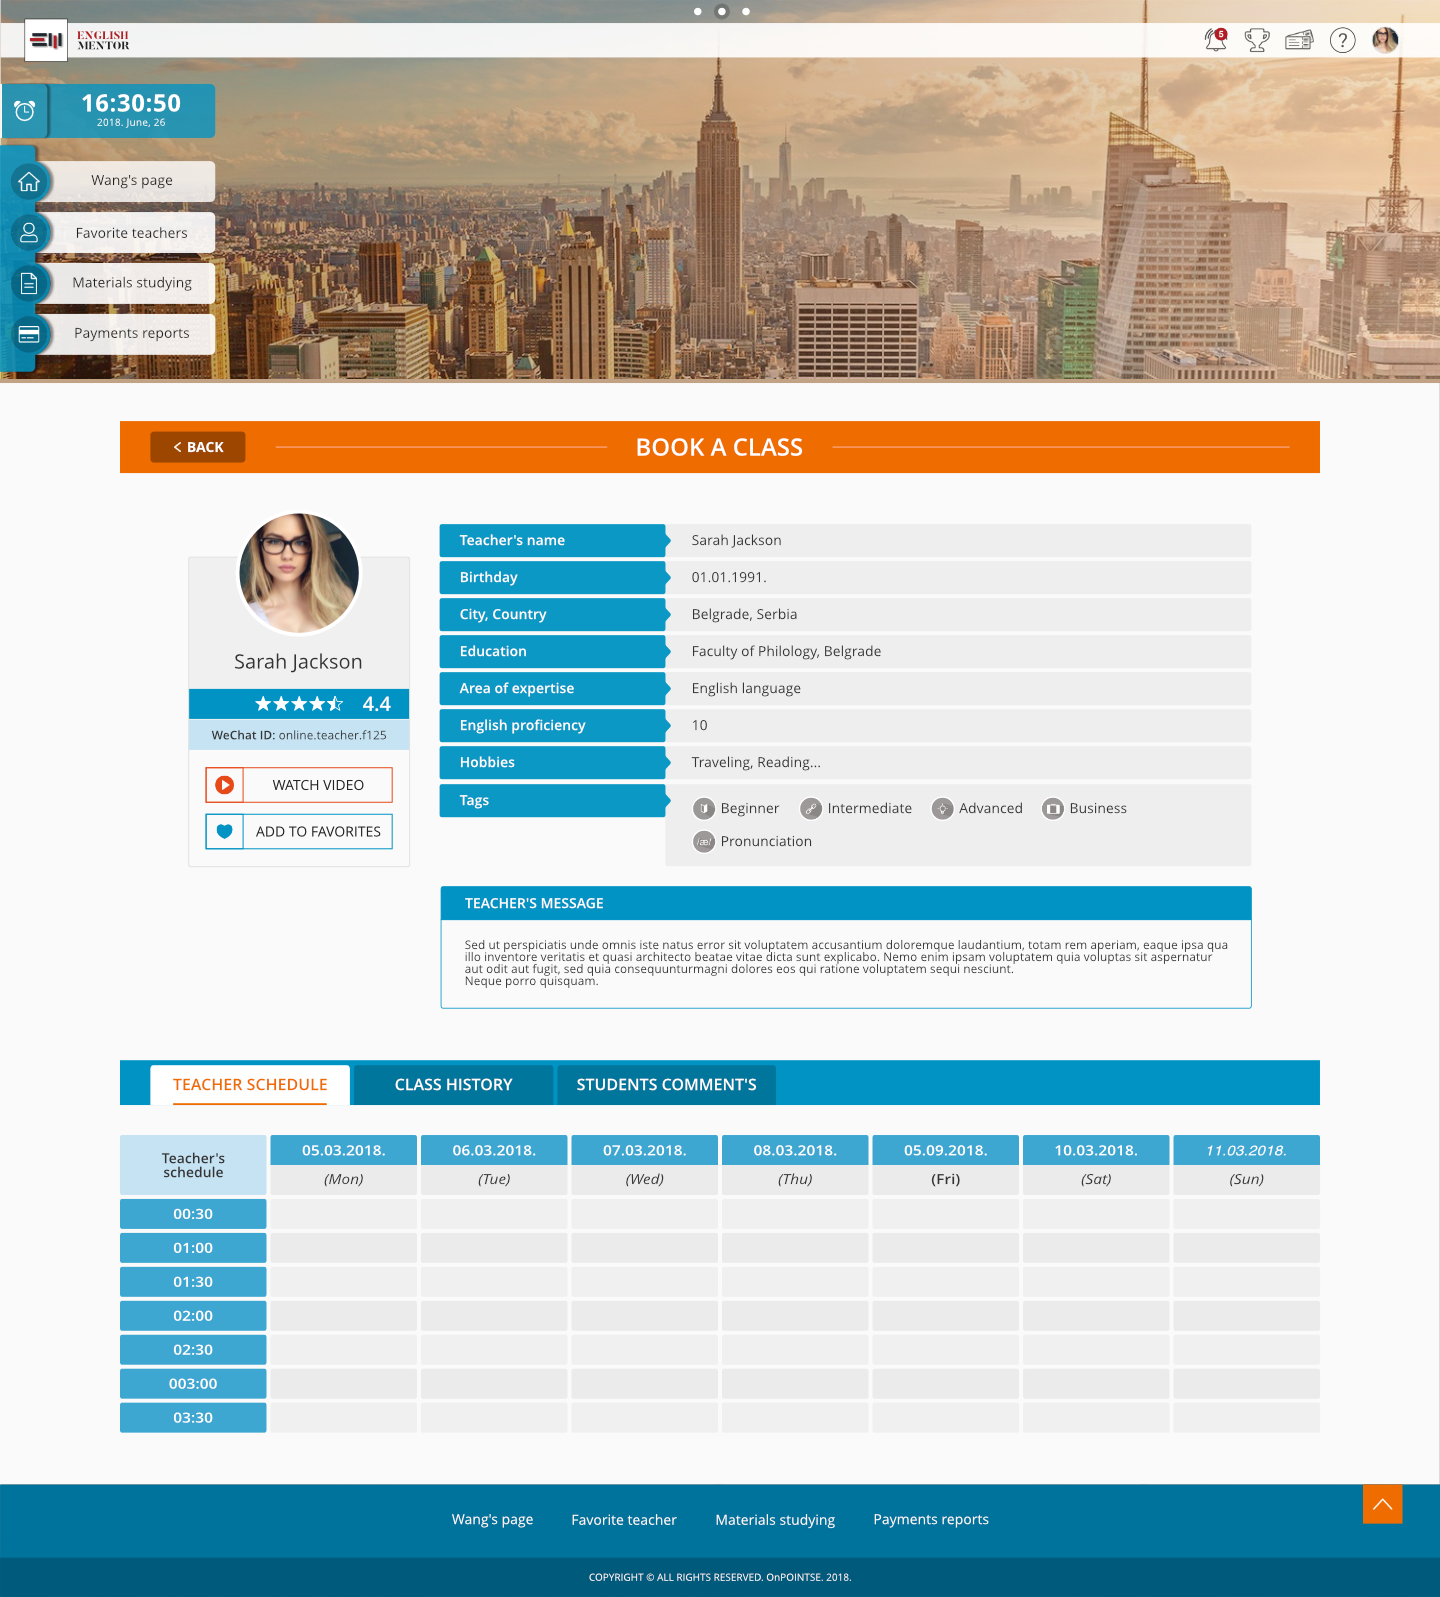 ENGLISH
MENTOR
5
?
16:30:50
2018. June, 26
Wang's page
Favorite teachers
Materials studying
Payments reports
< BACK
BOOK A CLASS
Sarah Jackson
4.4
WeChat ID: online.teacher.f125
WATCH VIDEO
ADD TO FAVORITES
Teacher's name Sarah Jackson
Birthday 01.01.1991.
City, Country Belgrade, Serbia
Education Faculty of Philology, Belgrade
Area of expertise English language
English proficiency 10
Hobbies Traveling, Reading...
Tags Beginner Intermediate Advanced Business
/æ/ Pronunciation
TEACHER'S MESSAGE
Sed ut perspiciatis unde omnis iste natus error sit voluptatem accusantium doloremque laudantium, totam rem aperiam, eaque ipsa qua
illo inventore veritatis et quasi architecto beatae vitae dicta sunt explicabo. Nemo enim ipsam voluptatem quia voluptas sit aspernatur
aut odit aut fugit, sed quia consequunturmagni dolores eos qui ratione voluptatem sequi nesciunt.
Neque porro quisquam.
TEACHER SCHEDULE CLASS HISTORY STUDENTS COMMENT'S
Teacher's
schedule
05.03.2018. 06.03.2018. 07.03.2018. 08.03.2018. 05.09.2018. 10.03.2018. 11.03.2018.
(Mon) (Tue) (Wed) (Thu) (Fri) (Sat) (Sun)
00:30
01:00
01:30
02:00
02:30
003:00
03:30
Wang's page Favorite teacher Materials studying Payments reports
COPYRIGHT © ALL RIGHTS RESERVED. OnPOINTSE. 2018.